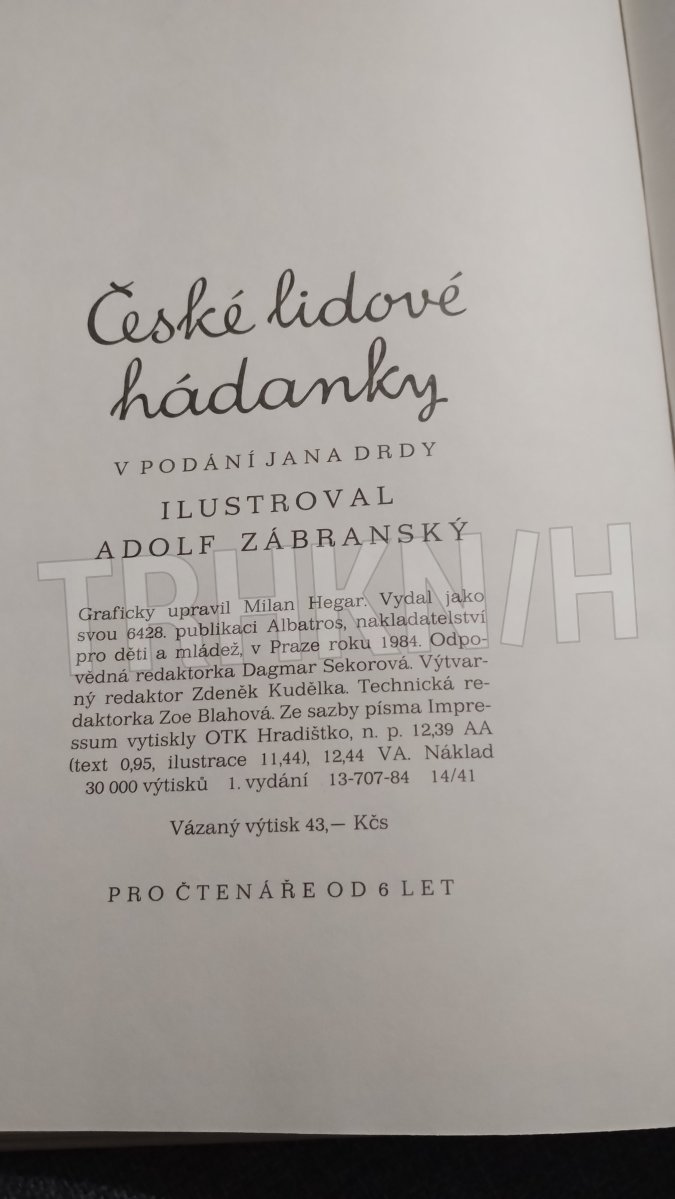 České lidové
hádanky
V PODÁNÍ JANA DRDY
ILUSTROVAL
ADOLF ZÁBRANSKÝ
TRHKNIH
Graficky upravil Milan Hegar. Vydal jako
svou 6428. publikaci Albatros, nakladatelství
pro děti a mládež, v Praze roku 1984. Odpo-
vědná redaktorka Dagmar Sekorová. Výtvar-
ný redaktor Zdeněk Kudělka. Technická re-
daktorka Zoe Blahová. Ze sazby písma Impre-
ssum vytiskly OTK Hradištko, n. p. 12,39 AA
(text 0,95, ilustrace 11,44), 12,44 VA. Náklad
30 000 výtisků 1. vydání 13-707-84 14/41
Vázaný výtisk 43,— Kčs
PRO ČTENÁŘE OD 6 LET